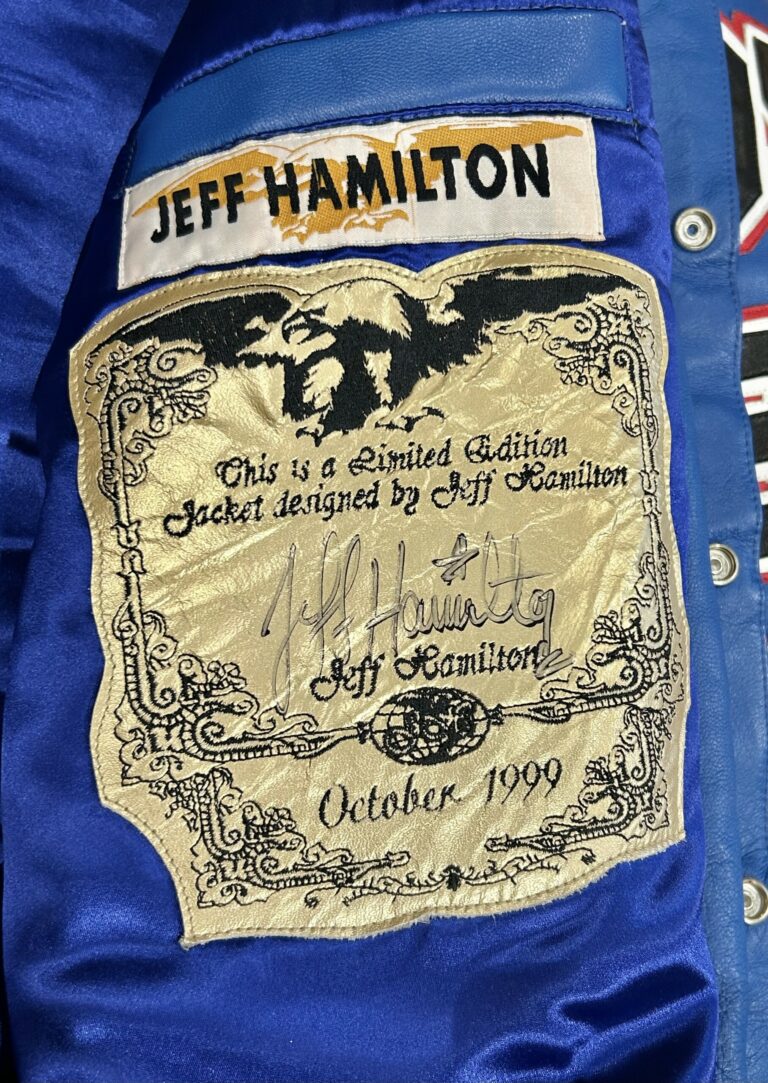 JEFF HAMILTON
This is a Limited Edition
Jacket designed by Jeff Hamilton
Jeff Hamilton
Jeff Hamilton
October 1999